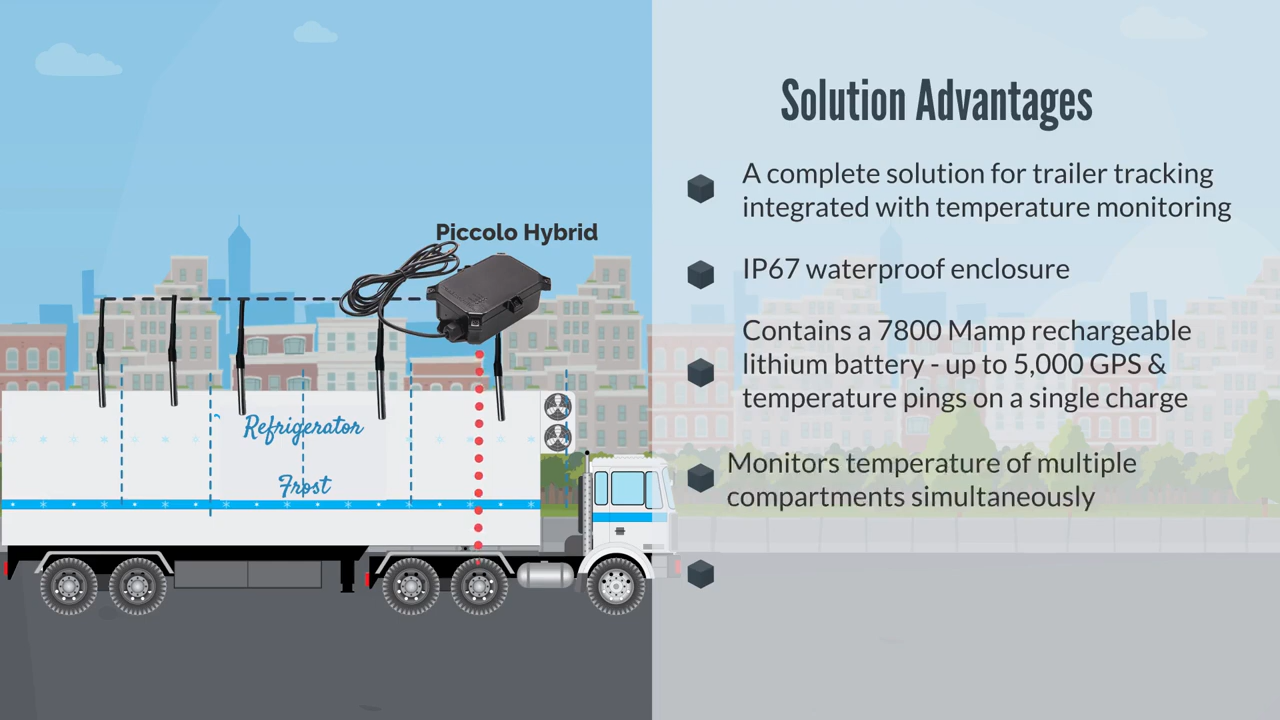 Solution Advantages
A complete solution for trailer tracking
integrated with temperature monitoring
Piccolo Hybrid
IP67 waterproof enclosure
Contains a 7800 Mamp rechargeable
lithium battery - up to 5,000 GPS &
temperature pings on a single charge
Refrigerator
Frost
Monitors temperature of multiple
compartments simultaneously